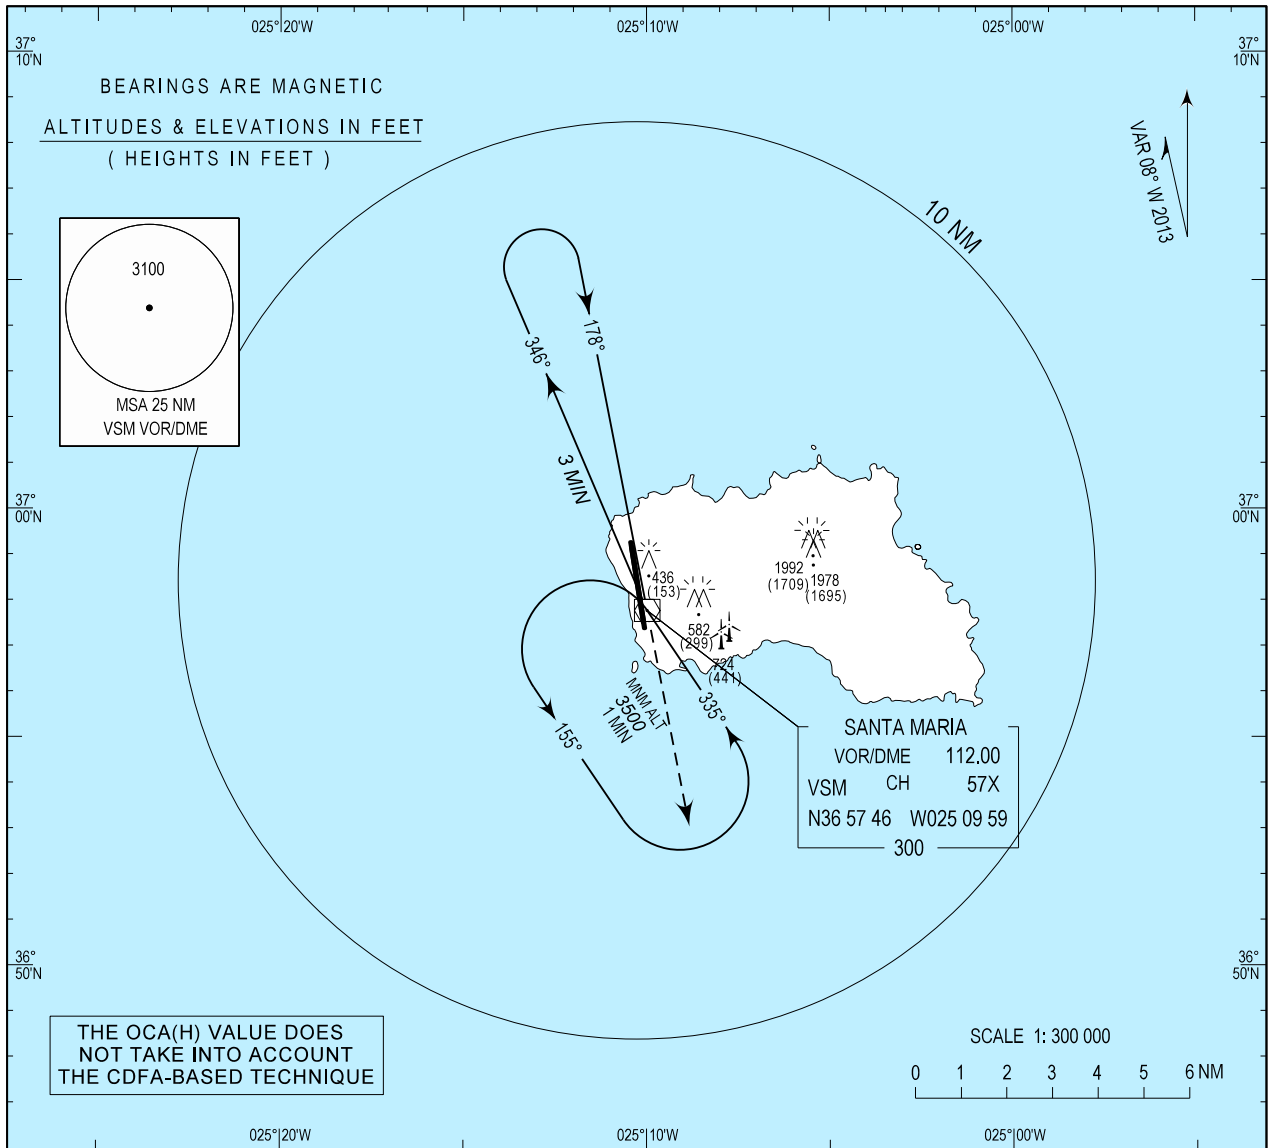 025°20'W
025°10'W
025°00'W
37°
10'N
37°
10'N
BEARINGS ARE MAGNETIC
ALTITUDES & ELEVATIONS IN FEET
( HEIGHTS IN FEET )
VAR 08° W 2013
10 NM
3100
MSA 25 NM
VSM VOR/DME
178°
346°
3 MIN
37°
00'N
37°
00'N
436
(153)
1992
(1709)
1978
(1695)
582
(299)
724
(441)
MNM ALT
3500
1 MIN
335°
155°
SANTA MARIA
VOR/DME 112.00
VSM CH 57X
N36 57 46 W025 09 59
300
36°
50'N
36°
50'N
THE OCA(H) VALUE DOES
NOT TAKE INTO ACCOUNT
THE CDFA-BASED TECHNIQUE
SCALE 1: 300 000
0 1 2 3 4 5 6 NM
025°20'W
025°10'W
025°00'W